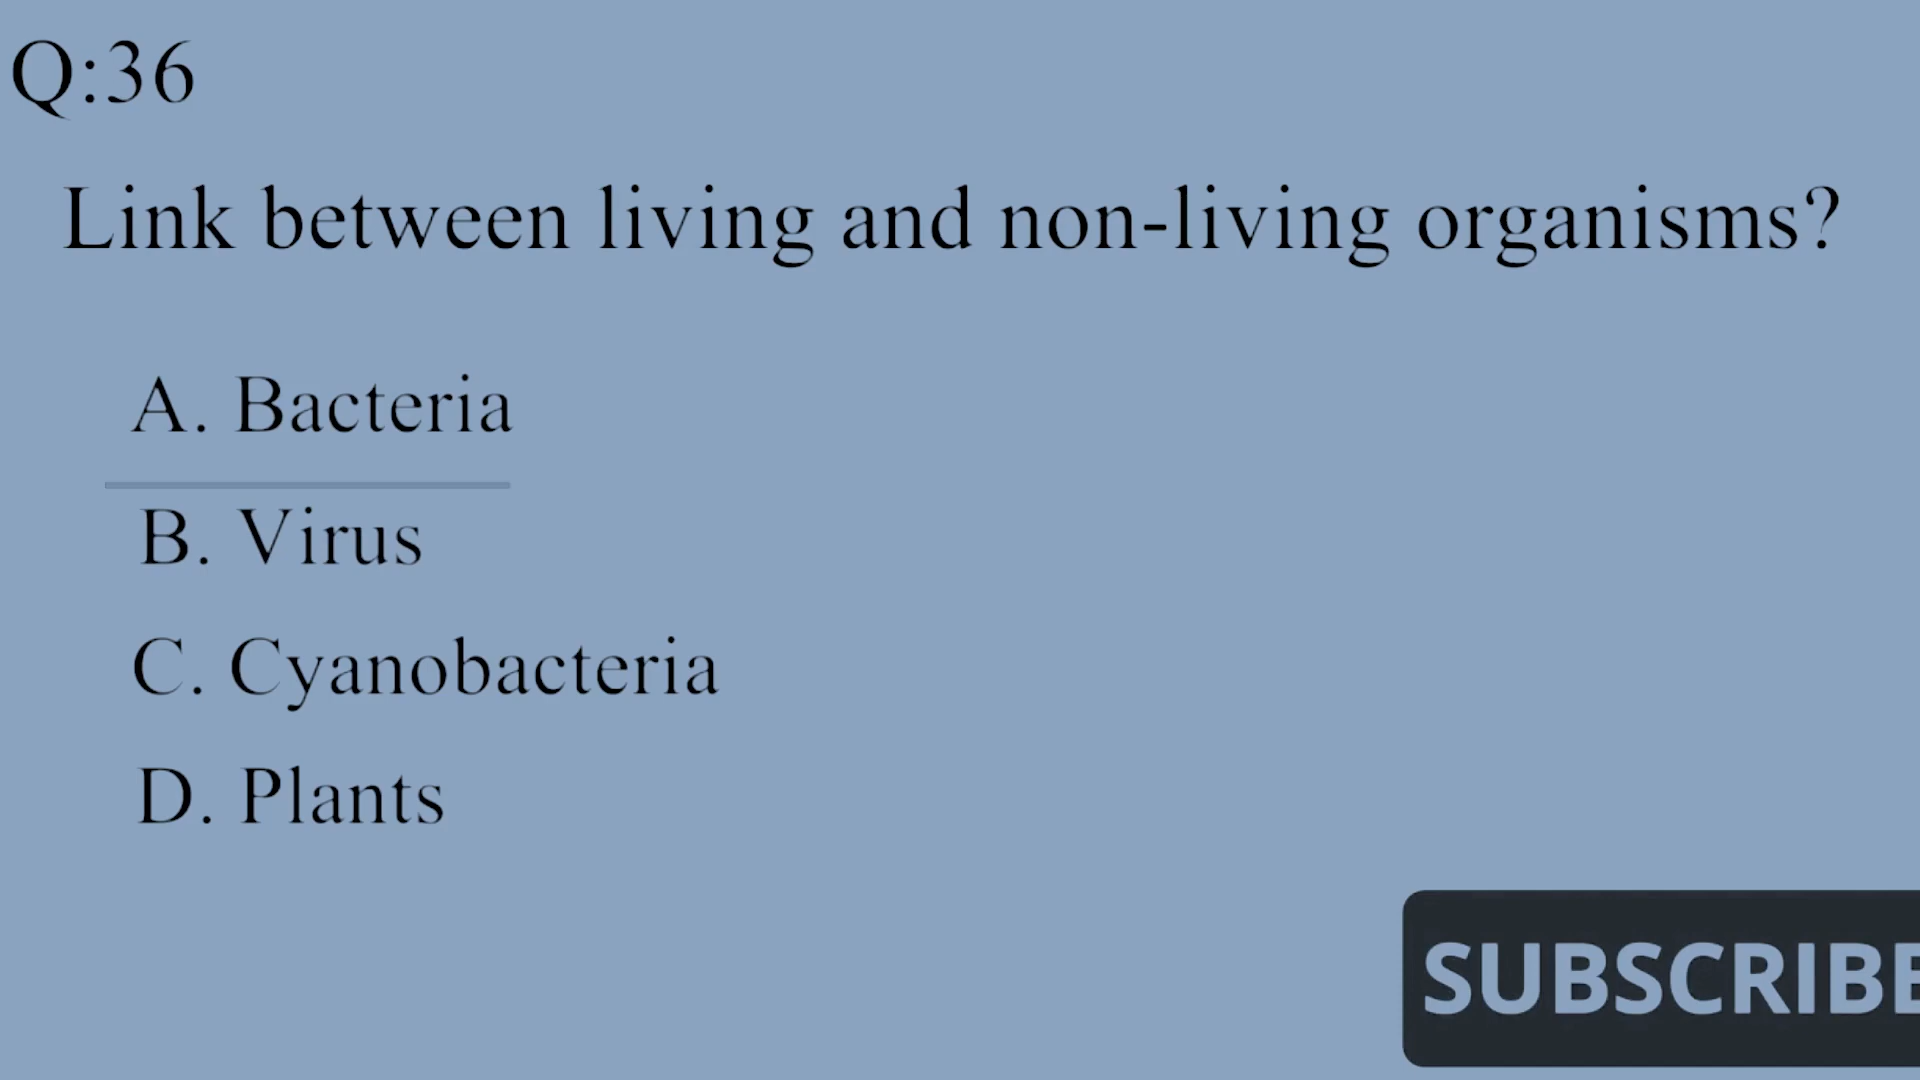 Q:36
Link between living and non-living organisms?
A. Bacteria
B. Virus
C. Cyanobacteria
D. Plants
SUBSCRIBE